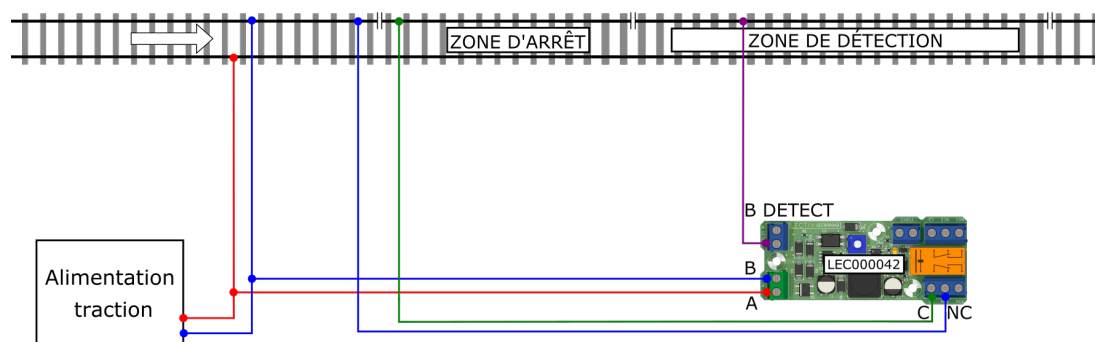 ZONE D'ARRÊT
ZONE DE DÉTECTION
B DETECT
LEC000042
B
A
C
NC
Alimentation
traction